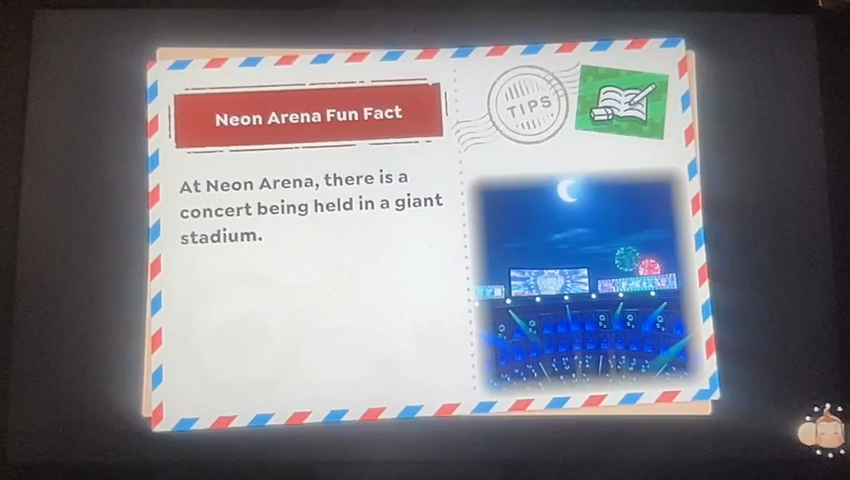 Neon Arena Fun Fact
TIPS
At Neon Arena, there is a
concert being held in a giant
stadium.